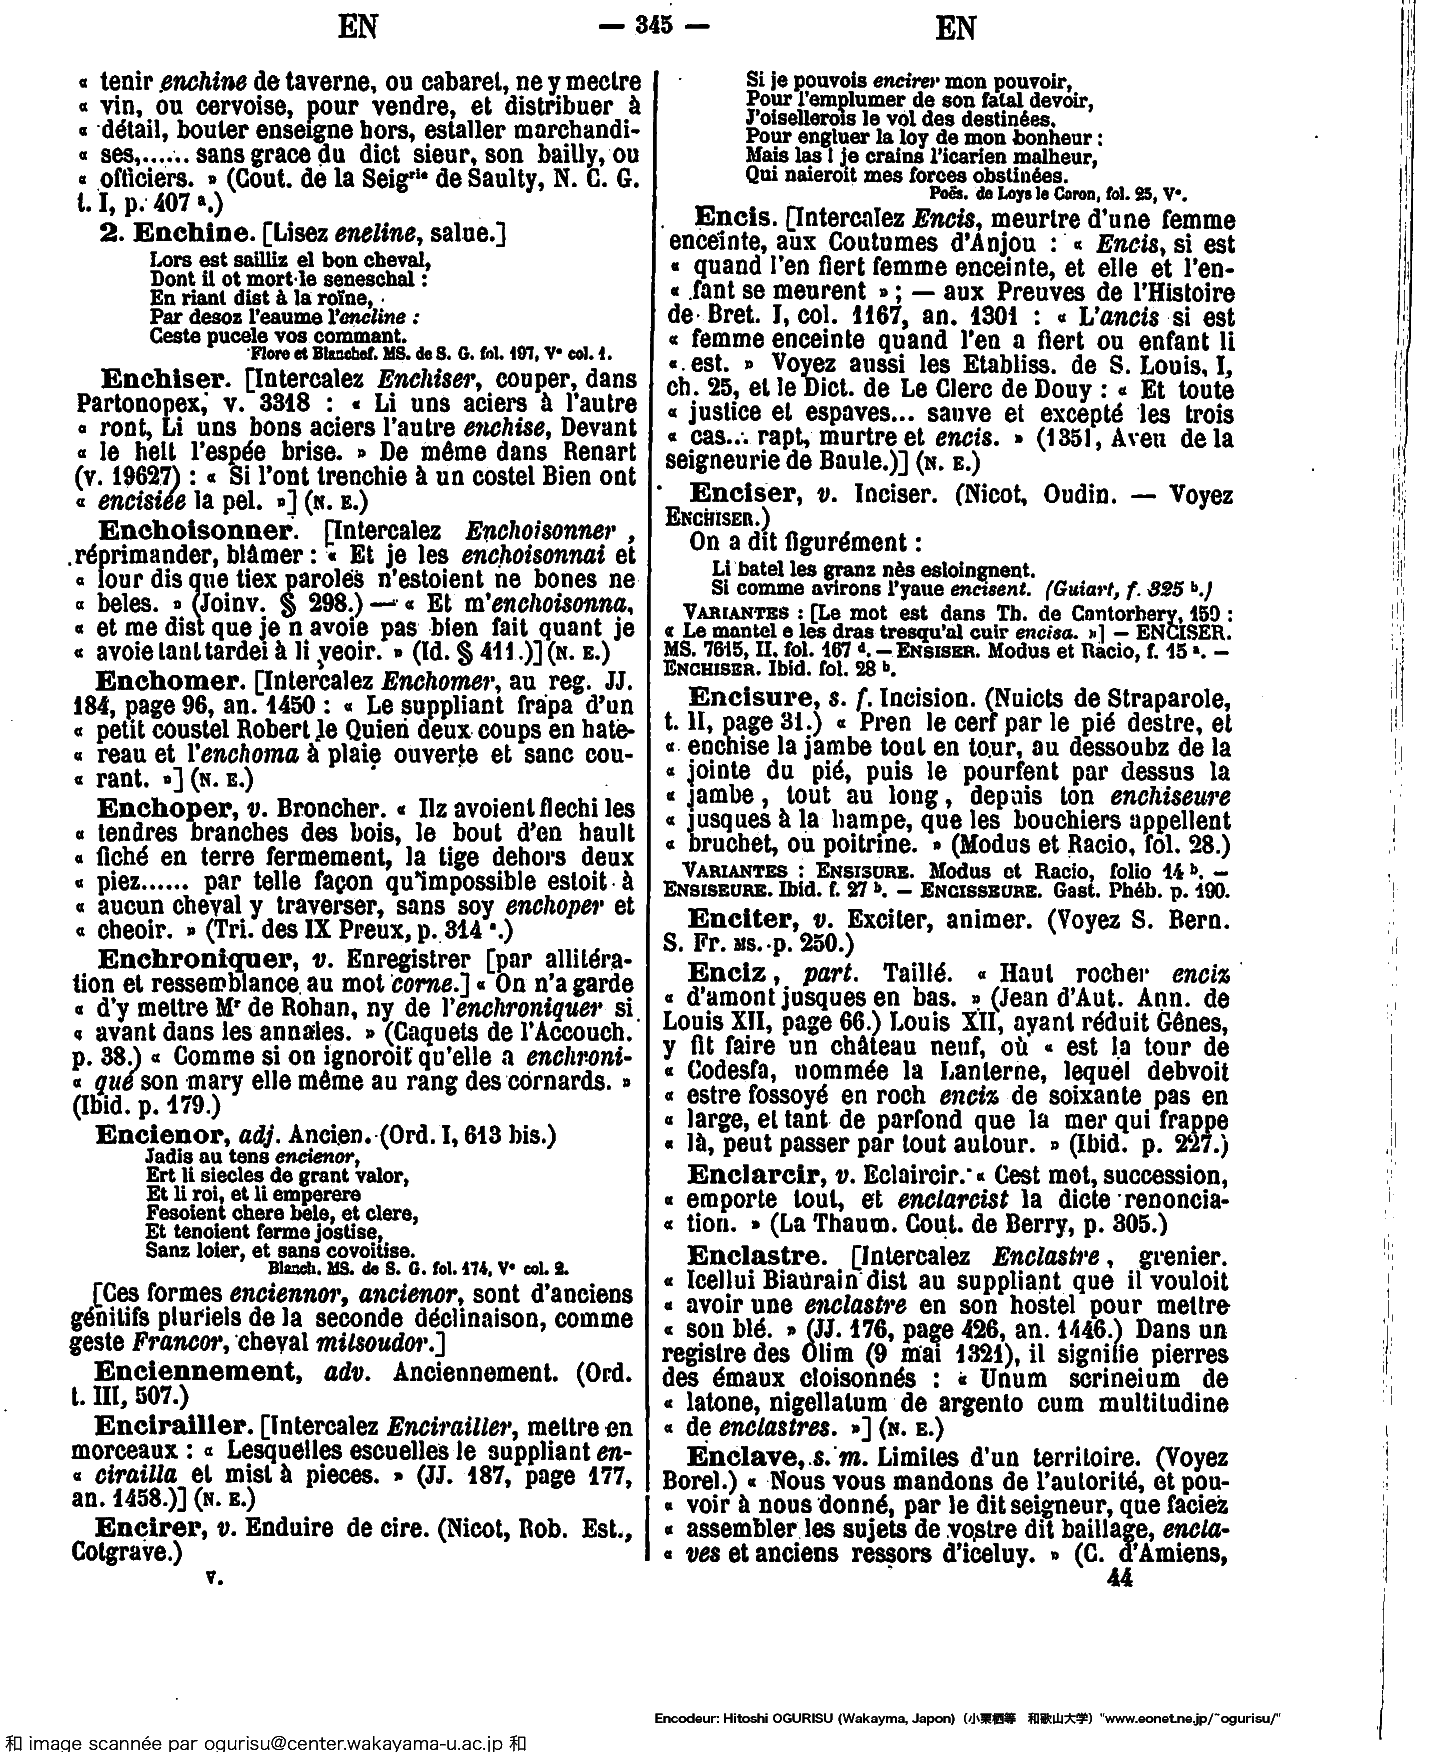 EN — 345 — EN
« tenir enchine de taverne, ou cabaret, ne y mectre
« vin, ou cervoise, pour vendre, et distribuer à
« détail, bouter enseigne hors, estaller marchandi-
« ses,...... sans grace du dict sieur, son bailly, ou
« officiers. » (Cout. de la Seigrie de Saulty, N. C. G.
t. I, p. 407 a.)
2. Enchine. [Lisez encline, salue.]
Lors est sailliz el bon cheval,
Dont il ot mort le seneschal :
En riant dist à la roïne,
Par desoz l'eaume l'encline :
Ceste pucele vos commant.
Flore et Blanchef. MS. de S. G. fol. 197, Vo col. 1.
Enchiser. [Intercalez Enchiser, couper, dans
Partonopex, v. 3318 : « Li uns aciers à l'autre
« ront, Li uns bons aciers l'autre enchise, Devant
« le helt l'espée brise. » De même dans Renart
(v. 19627) : « Si l'ont trenchie à un costel Bien ont
« encisiée la pel. »] (N. E.)
Enchoisonner. [Intercalez Enchoisonner,
réprimander, blâmer : « Et je les enchoisonnai et
« lour dis que tiex paroles n'estoient ne bones ne
« beles. » (Joinv. § 298.) — « Et m'enchoisonna,
« et me dist que je n avoie pas bien fait quant je
« avoie tant tardei à li veoir. » (Id. § 411.)] (N. E.)
Enchomer. [Intercalez Enchomer, au reg. JJ.
184, page 96, an. 1450 : « Le suppliant frapa d'un
« petit coustel Robert le Quien deux coups en hate-
« reau et l'enchoma à plaie ouverte et sanc cou-
« rant. »] (N. E.)
Enchoper, v. Broncher. « Ilz avoient flechi les
« tendres branches des bois, le bout d'en hault
« fiché en terre fermement, la tige dehors deux
« piez...... par telle façon qu'impossible estoit à
« aucun cheval y traverser, sans soy enchoper et
« cheoir. » (Tri. des IX Preux, p. 314 a.)
Enchroniquer, v. Enregistrer [par allitéra-
tion et ressemblance au mot corne.] « On n'a garde
« d'y mettre Mr de Rohan, ny de l'enchroniquer si
« avant dans les annales. » (Caquets de l'Accouch.
p. 38.) « Comme si on ignoroit qu'elle a enchroni-
« qué son mary elle même au rang des cornards. »
(Ibid. p. 179.)
Encienor, adj. Ancien. (Ord. I, 613 bis.)
Jadis au tens encienor,
Ert li siecles de grant valor,
Et li roi, et li emperere
Fesoient chere bele, et clere,
Et tenoient ferme jostise,
Sanz loier, et sans covoitise.
Blanch. MS. de S. G. fol. 174, Vo col. 2.
[Ces formes enciennor, ancienor, sont d'anciens
génitifs pluriels de la seconde déclinaison, comme
geste Francor, cheval milsoudor.]
Enciennement, adv. Anciennement. (Ord.
t. III, 507.)
Encirailler. [Intercalez Encirailler, mettre en
morceaux : « Lesquelles escuelles le suppliant en-
« cirailla et mist à pieces. » (JJ. 187, page 177,
an. 1458.)] (N. E.)
Encirer, v. Enduire de cire. (Nicot, Rob. Est.,
Cotgrave.)
V.
Si je pouvois encirer mon pouvoir,
Pour l'emplumer de son fatal devoir,
J'oisellerois le vol des destinées,
Pour engluer la loy de mon bonheur :
Mais las ! je crains l'icarien malheur,
Qui naieroit mes forces obstinées.
Poës. de Loys le Caron, fol. 25, Vo.
Encis. [Intercalez Encis, meurtre d'une femme
enceinte, aux Coutumes d'Anjou : « Encis, si est
« quand l'en fiert femme enceinte, et elle et l'en-
« fant se meurent » ; — aux Preuves de l'Histoire
de Bret. I, col. 1167, an. 1301 : « L'ancis si est
« femme enceinte quand l'en a fiert ou enfant li
« est. » Voyez aussi les Etabliss. de S. Louis, I,
ch. 25, et le Dict. de Le Clerc de Douy : « Et toute
« justice et espaves... sauve et excepté les trois
« cas... rapt, murtre et encis. » (1351, Aveu de la
seigneurie de Baule.)] (N. E.)
Enciser, v. Inciser. (Nicot, Oudin. — Voyez
ENCHISER.)
On a dit figurément :
Li batel les granz nès esloingnent.
Si comme avirons l'yaue encisent. (Guiart, f. 325 b.)
VARIANTES : [Le mot est dans Th. de Cantorbery, 159 :
« Le mantel e les dras tresqu'al cuir encisa. »] — ENCISER.
MS. 7615, II, fol. 167 d. — ENSISER. Modus et Racio, f. 15 a. —
ENCHISER. Ibid. fol. 28 b.
Encisure, s. f. Incision. (Nuicts de Straparole,
t. II, page 31.) « Pren le cerf par le pié destre, et
« enchise la jambe tout en tour, au dessoubz de la
« jointe du pié, puis le pourfent par dessus la
« jambe, tout au long, depuis ton enchiseure
« jusques à la hampe, que les bouchiers appellent
« bruchet, ou poitrine. » (Modus et Racio, fol. 28.)
VARIANTES : ENSISURE. Modus et Racio, folio 14 b. —
ENSISEURE. Ibid. f. 27 b. — ENCISSEURE. Gast. Phéb. p. 190.
Enciter, v. Exciter, animer. (Voyez S. Bern.
S. Fr. MS. p. 250.)
Enciz, part. Taillé. « Haut rocher enciz
« d'amont jusques en bas. » (Jean d'Aut. Ann. de
Louis XII, page 66.) Louis XII, ayant réduit Gênes,
y fit faire un château neuf, où « est la tour de
« Codesfa, nommée la Lanterne, lequel debvoit
« estre fossoyé en roch enciz de soixante pas en
« large, et tant de parfond que la mer qui frappe
« là, peut passer par tout autour. » (Ibid. p. 227.)
Enclarcir, v. Eclaircir. « Cest mot, succession,
« emporte tout, et enclarcist la dicte renoncia-
« tion. » (La Thaum. Cout. de Berry, p. 305.)
Enclastre. [Intercalez Enclastre, grenier.
« Icellui Biaurain dist au suppliant que il vouloit
« avoir une enclastre en son hostel pour mettre
« son blé. » (JJ. 176, page 426, an. 1446.) Dans un
registre des Olim (9 mai 1321), il signifie pierres
des émaux cloisonnés : « Unum scrineium de
« latone, nigellatum de argento cum multitudine
« de enclastres. »] (N. E.)
Enclave, s. m. Limites d'un territoire. (Voyez
Borel.) « Nous vous mandons de l'autorité, et pou-
« voir à nous donné, par le dit seigneur, que faciez
« assembler les sujets de vostre dit baillage, encla-
« ves et anciens ressors d'iceluy. » (C. d'Amiens,
44
Encodeur: Hitoshi OGURISU (Wakayma, Japon)（小栗栖等　和歌山大学）"www.eonet.ne.jp/~ogurisu/"
和 image scannée par ogurisu@center.wakayama-u.ac.jp 和